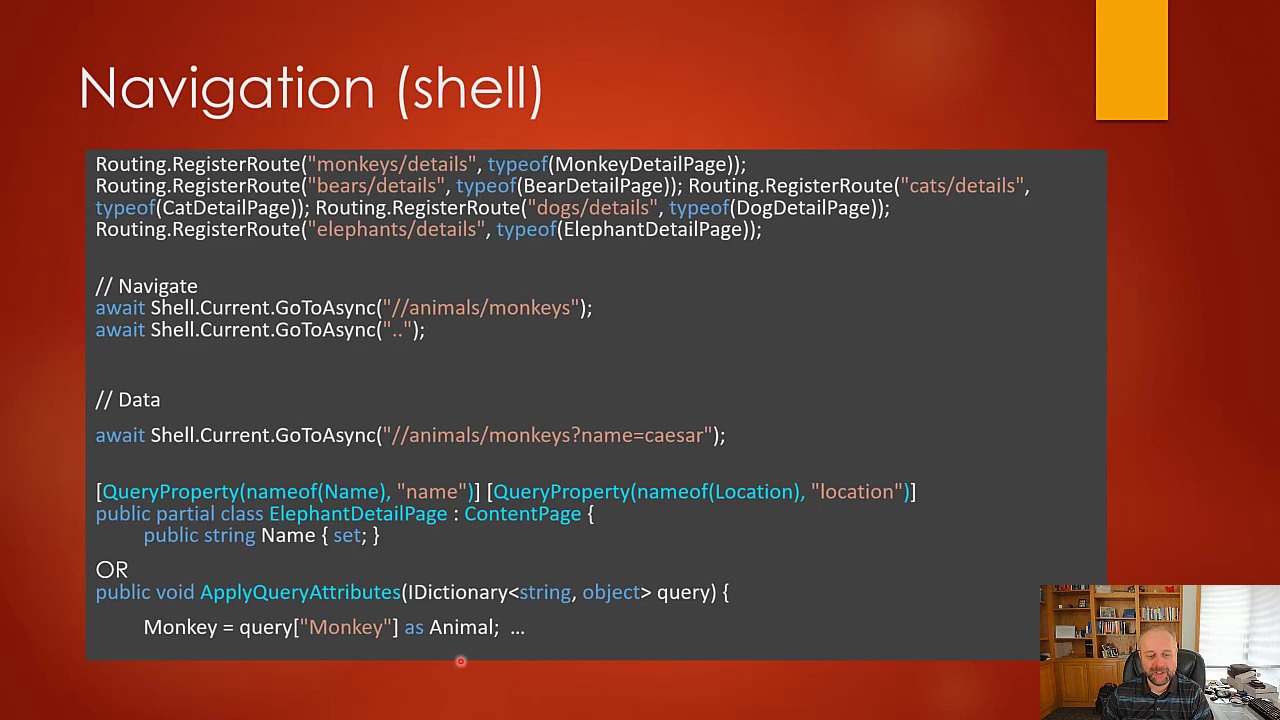 Navigation (shell)
Routing.RegisterRoute("monkeys/details", typeof(MonkeyDetailPage));
Routing.RegisterRoute("bears/details", typeof(BearDetailPage)); Routing.RegisterRoute("cats/details",
typeof(CatDetailPage)); Routing.RegisterRoute("dogs/details", typeof(DogDetailPage));
Routing.RegisterRoute("elephants/details", typeof(ElephantDetailPage));
// Navigate
await Shell.Current.GoToAsync("//animals/monkeys");
await Shell.Current.GoToAsync("..");
// Data
await Shell.Current.GoToAsync("//animals/monkeys?name=caesar");
[QueryProperty(nameof(Name), "name")] [QueryProperty(nameof(Location), "location")]
public partial class ElephantDetailPage : ContentPage {
public string Name { set; }
OR
public void ApplyQueryAttributes(IDictionary<string, object> query) {
Monkey = query["Monkey"] as Animal; ...